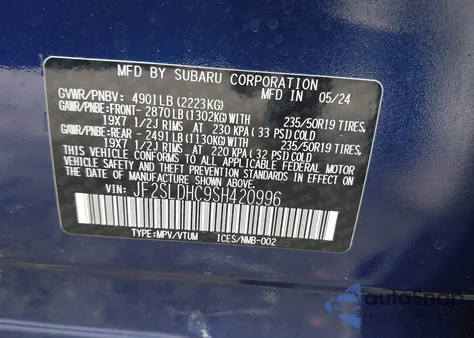 MFD BY SUBARU CORPORATION 05/24
GVWR/PNBV: 4901LB(2223KG)
GAWR/PNBE:FRONT- 2870LB(1302KG)WITH 235/50R19 TIRES,
19X7 1/2J RIMS AT 230 KPA(33 PSI)COLD
GAWR/PNBE:REAR- 2491LB(1130KG)WITH 235/50R19 TIRES,
19X7 1/2J RIMS AT 220 KPA(32 PSI)COLD
THIS VEHICLE CONFORMS TO ALL APPLICABLE FEDERAL MOTOR
VEHICLE SAFETY, BUMPER, AND THEFT PREVENTION STANDARDS
IN EFFECT ON THE DATE OF MANUFACTURE SHOWN ABOVE.
VIN: JF2SLDHC9SH420996
TYPE:MPV/VTUM ICES/NMB-002
autoSnap